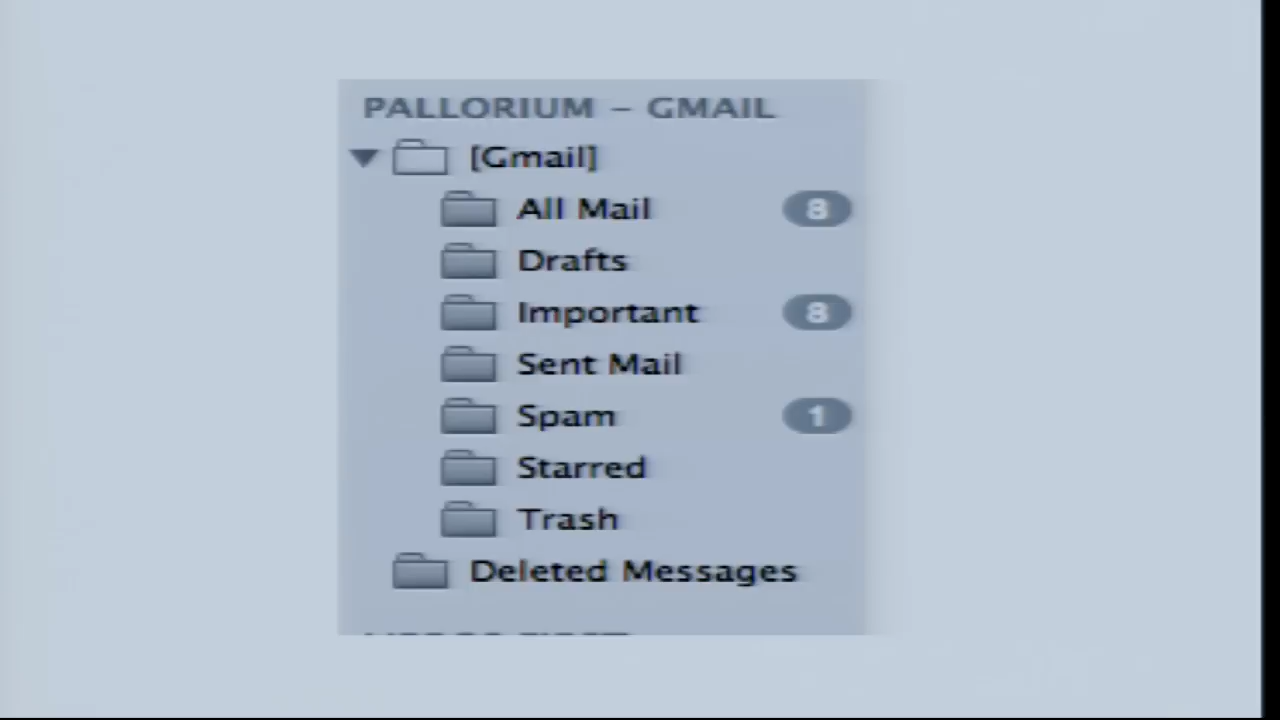 PALLORIUM – GMAIL
[Gmail]
All Mail 8
Drafts
Important 8
Sent Mail
Spam 1
Starred
Trash
Deleted Messages